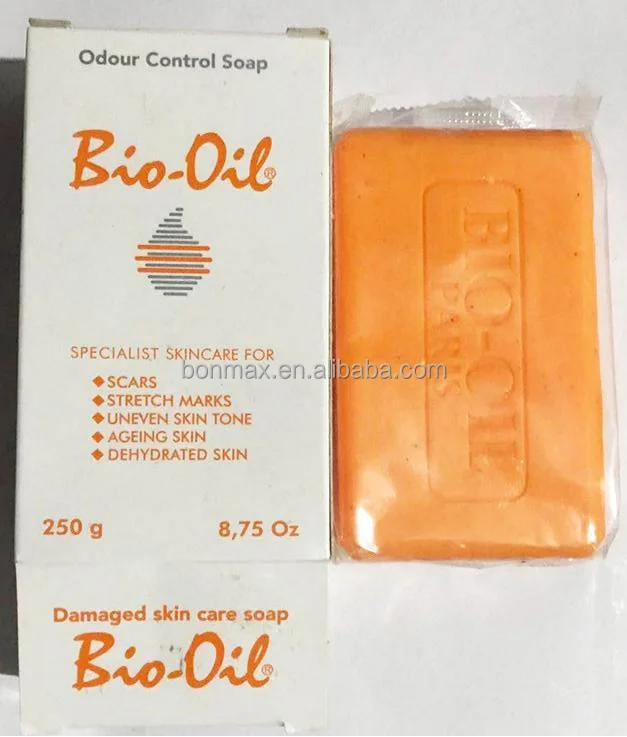 Odour Control Soap
Bio-Oil®
SPECIALIST SKINCARE FOR
◆SCARS
◆STRETCH MARKS
◆UNEVEN SKIN TONE
◆AGEING SKIN
◆DEHYDRATED SKIN
250 g 8,75 Oz
Damaged skin care soap
Bio-Oil®
BIO-CIL
PARIS
bonmax.en.alibaba.com